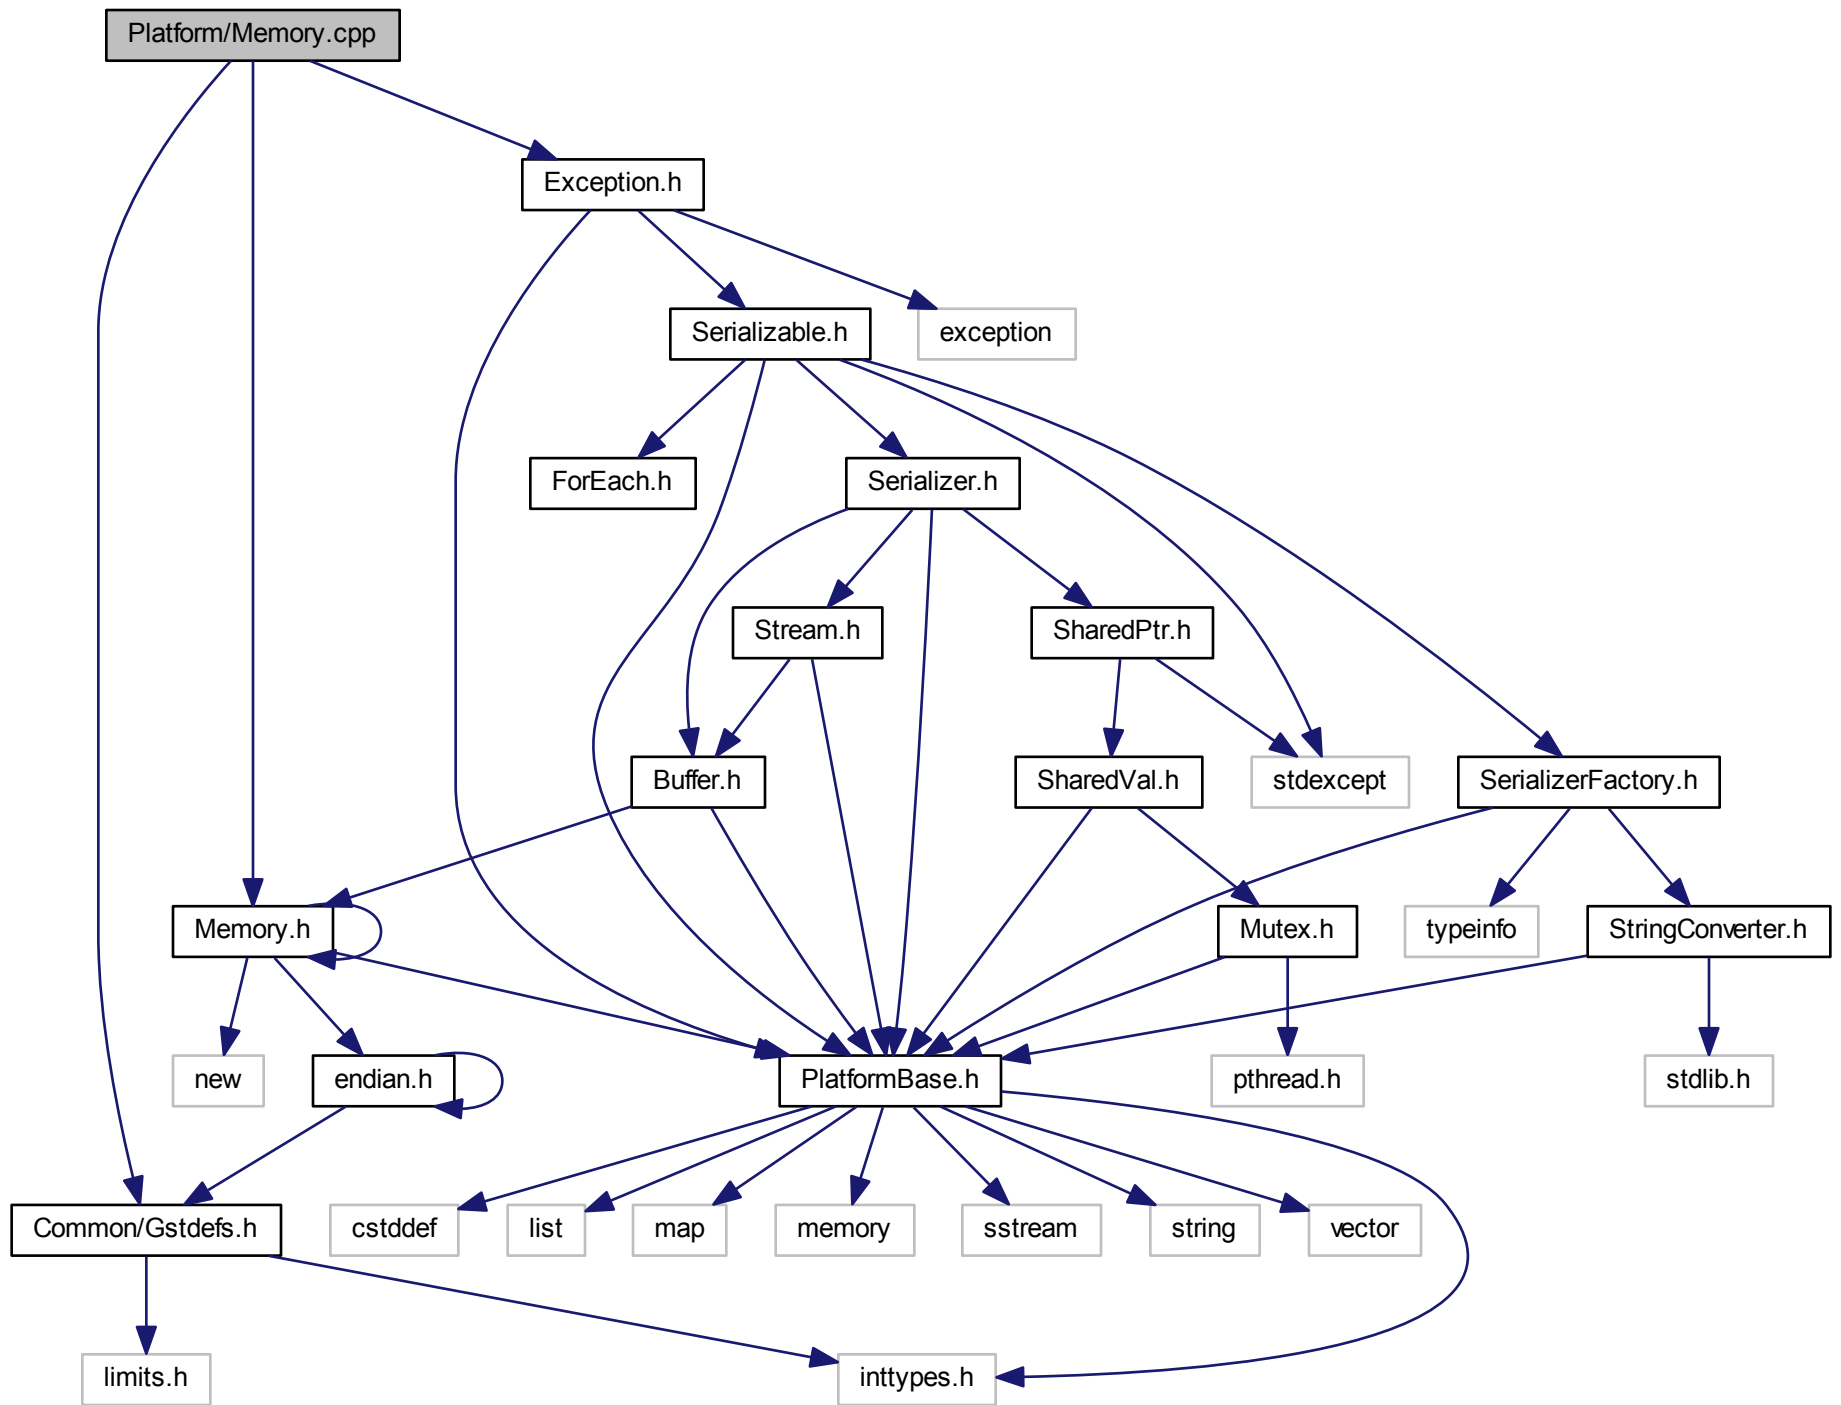 Platform/Memory.cpp
Exception.h
Serializable.h
exception
ForEach.h
Serializer.h
Stream.h
SharedPtr.h
Buffer.h
SharedVal.h
stdexcept
SerializerFactory.h
Memory.h
Mutex.h
typeinfo
StringConverter.h
new
endian.h
PlatformBase.h
pthread.h
stdlib.h
Common/Gstdefs.h
cstddef
list
map
memory
sstream
string
vector
limits.h
inttypes.h